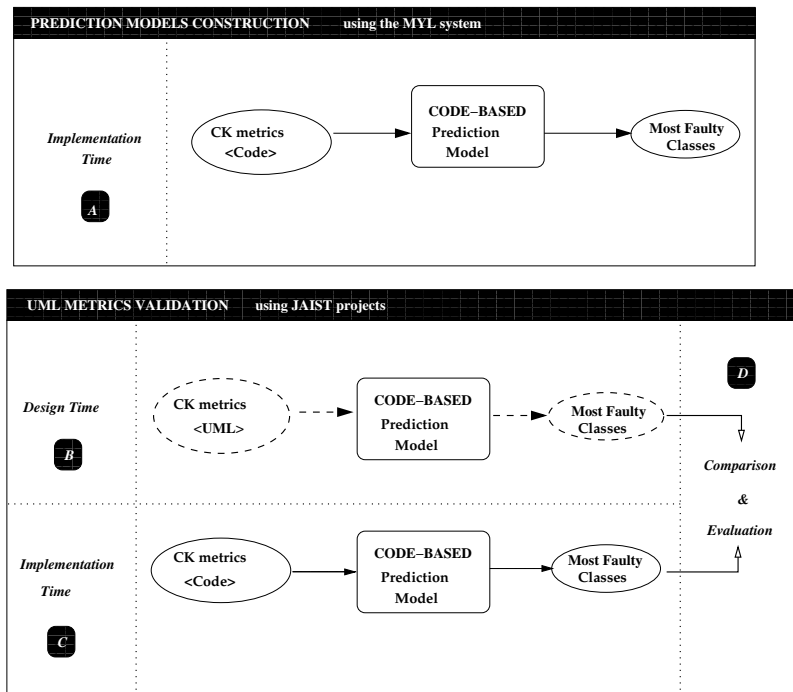 PREDICTION MODELS CONSTRUCTION using the MYL system
Implementation
Time
A
CK metrics
<Code>
CODE−BASED
Prediction
Model
Most Faulty
Classes
UML METRICS VALIDATION using JAIST projects
Design Time
B
CK metrics
<UML>
CODE−BASED
Prediction
Model
Most Faulty
Classes
D
Comparison
&
Evaluation
Implementation
Time
C
CK metrics
<Code>
CODE−BASED
Prediction
Model
Most Faulty
Classes